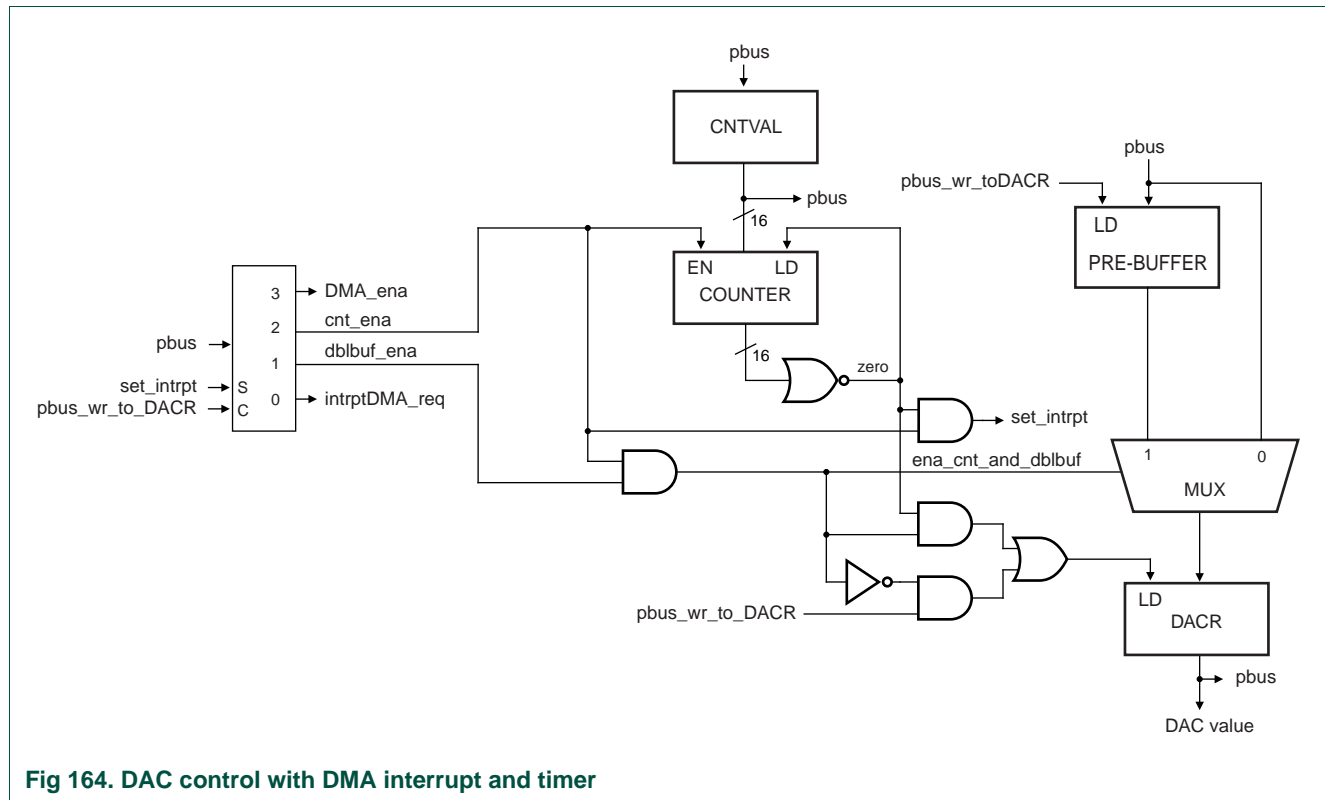 pbus
CNTVAL
pbus
pbus
pbus_wr_toDACR
16
LD
EN LD
PRE-BUFFER
COUNTER
3 DMA_ena
2 cnt_ena
pbus
1 dblbuf_ena
16
zero
set_intrpt S
0 intrptDMA_req
pbus_wr_to_DACR C
set_intrpt
ena_cnt_and_dblbuf
1 0
MUX
LD
pbus_wr_to_DACR
DACR
pbus
DAC value
Fig 164. DAC control with DMA interrupt and timer